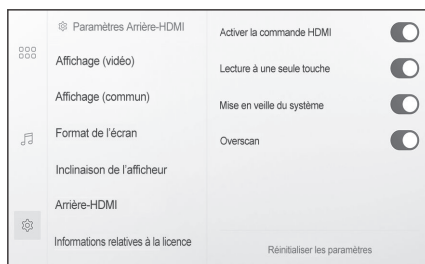 Paramètres Arrière-HDMI
Affichage (vidéo)
Affichage (commun)
Format de l'écran
Inclinaison de l'afficheur
Arrière-HDMI
Informations relatives à la licence
Activer la commande HDMI
Lecture à une seule touche
Mise en veille du système
Overscan
Réinitialiser les paramètres